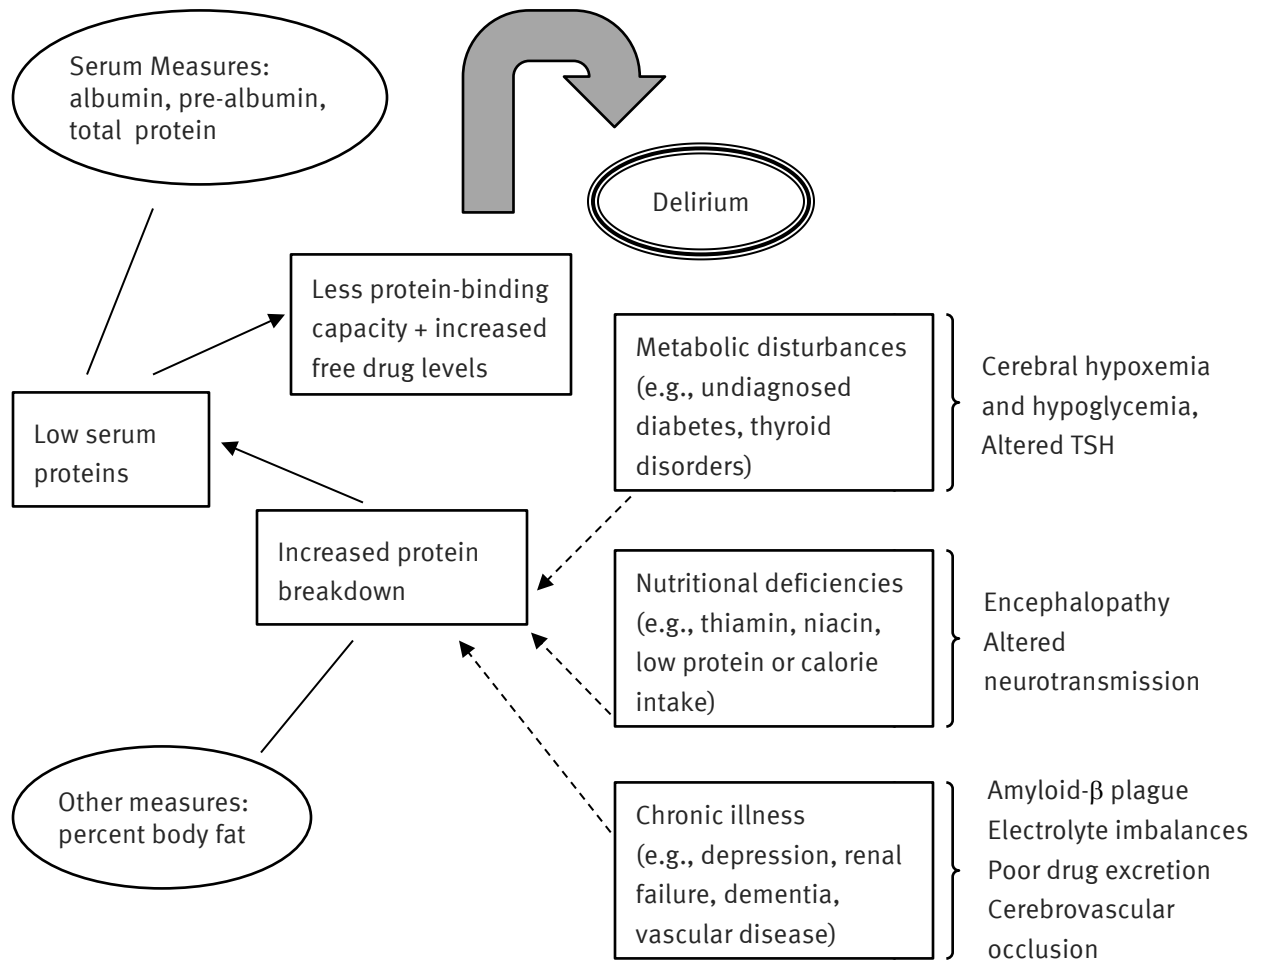 Serum Measures:
albumin, pre-albumin,
total protein
Delirium
Less protein-binding
capacity + increased
free drug levels
Metabolic disturbances
(e.g., undiagnosed
diabetes, thyroid
disorders)
Cerebral hypoxemia
and hypoglycemia,
Altered TSH
Low serum
proteins
Increased protein
breakdown
Nutritional deficiencies
(e.g., thiamin, niacin,
low protein or calorie
intake)
Encephalopathy
Altered
neurotransmission
Other measures:
percent body fat
Chronic illness
(e.g., depression, renal
failure, dementia,
vascular disease)
Amyloid-β plague
Electrolyte imbalances
Poor drug excretion
Cerebrovascular
occlusion